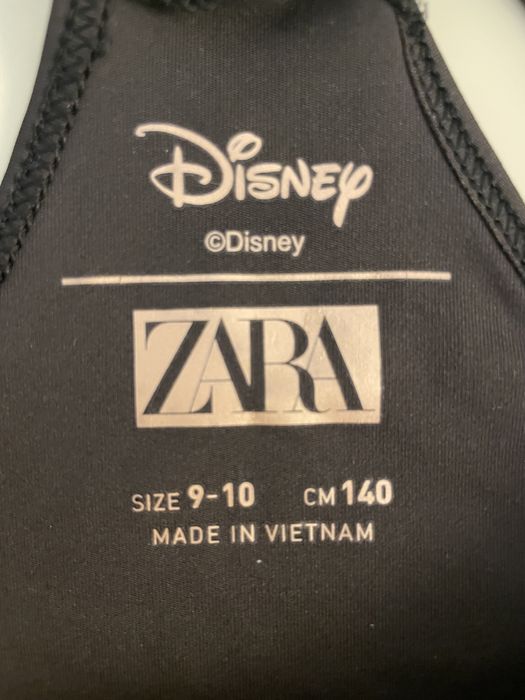 Disney
©Disney
ZARA
SIZE 9-10 CM 140
MADE IN VIETNAM